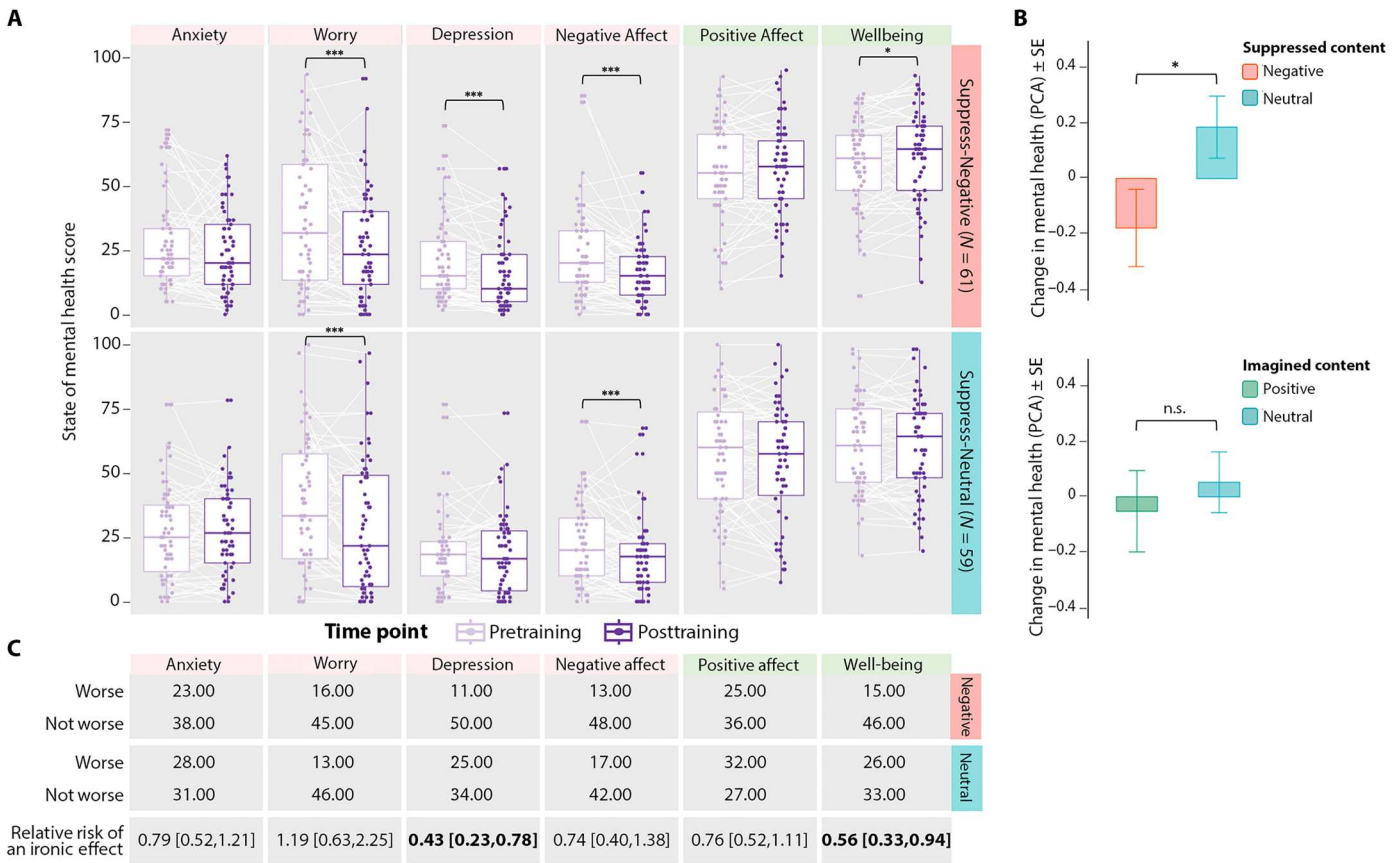 A
Anxiety Worry Depression Negative Affect Positive Affect Wellbeing
*** *** *** *
State of mental health score
100
75
50
25
0
Suppress-Negative (N = 61)
*** ***
100
75
50
25
0
Suppress-Neutral (N = 59)
Time point Pretraining Posttraining
B
Change in mental health (PCA) ± SE
0.4
0.2
0
−0.2
−0.4
*
Suppressed content
Negative
Neutral
Change in mental health (PCA) ± SE
0.4
0.2
0
−0.2
−0.4
n.s.
Imagined content
Positive
Neutral
C
Anxiety Worry Depression Negative affect Positive affect Well-being
Worse 23.00 16.00 11.00 13.00 25.00 15.00
Not worse 38.00 45.00 50.00 48.00 36.00 46.00
Negative
Worse 28.00 13.00 25.00 17.00 32.00 26.00
Not worse 31.00 46.00 34.00 42.00 27.00 33.00
Neutral
Relative risk of
an ironic effect 0.79 [0.52,1.21] 1.19 [0.63,2.25] 0.43 [0.23,0.78] 0.74 [0.40,1.38] 0.76 [0.52,1.11] 0.56 [0.33,0.94]